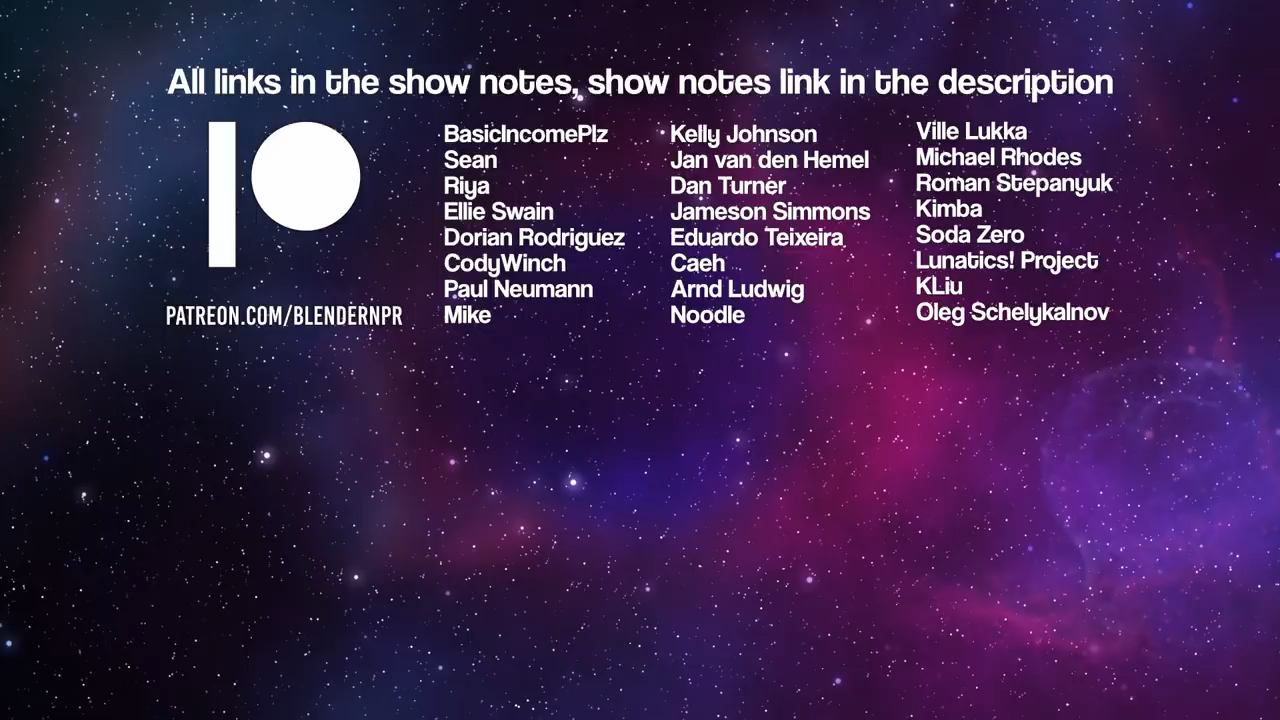 All links in the show notes, show notes link in the description
PATREON.COM/BLENDERNPR
BasicIncomePlz
Sean
Riya
Ellie Swain
Dorian Rodriguez
CodyWinch
Paul Neumann
Mike
Kelly Johnson
Jan van den Hemel
Dan Turner
Jameson Simmons
Eduardo Teixeira
Caeh
Arnd Ludwig
Noodle
Ville Lukka
Michael Rhodes
Roman Stepanyuk
Kimba
Soda Zero
Lunatics! Project
KLiu
Oleg Schelykalnov